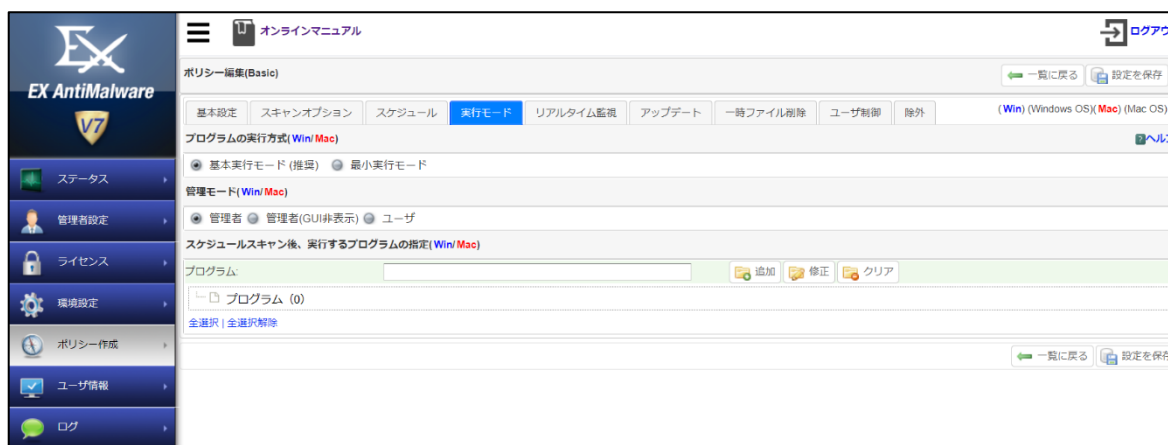 EX
EX AntiMalware
V7
オンラインマニュアル
ログアウ
ポリシー編集(Basic)
一覧に戻る 設定を保存
基本設定 スキャンオプション スケジュール 実行モード リアルタイム監視 アップデート 一時ファイル削除 ユーザ制御 除外 (Win) (Windows OS)(Mac) (Mac OS)
プログラムの実行方式(Win/Mac) ヘル
基本実行モード (推奨) 最小実行モード
管理モード(Win/Mac)
管理者 管理者(GUI非表示) ユーザ
スケジュールスキャン後、実行するプログラムの指定(Win/Mac)
プログラム: 追加 修正 クリア
プログラム (0)
全選択 | 全選択解除
一覧に戻る 設定を保存
ステータス
管理者設定
ライセンス
環境設定
ポリシー作成
ユーザ情報
ログ